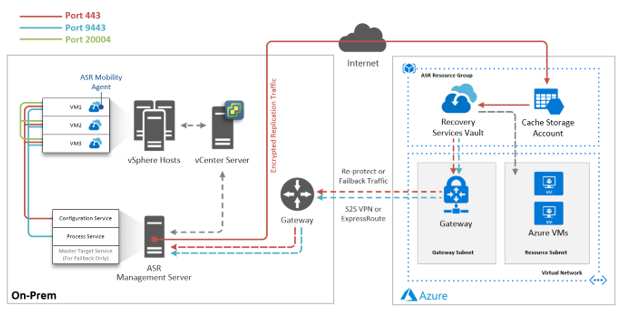 Port 443
Port 9443
Port 20004
ASR Mobility
Agent
VM1
VM2
VM3
vSphere Hosts
vCenter Server
Encrypted Replication Traffic
Internet
ASR Resource Group
Recovery
Services Vault
Cache Storage
Account
Re-protect or
Failback Traffic
S2S VPN or
ExpressRoute
Gateway
Gateway
Gateway Subnet
VM
VM
Azure VMs
Resource Subnet
Virtual Network
Configuration Service
Process Service
Master Target Service
(For Failback Only)
ASR
Management Server
On-Prem
Azure